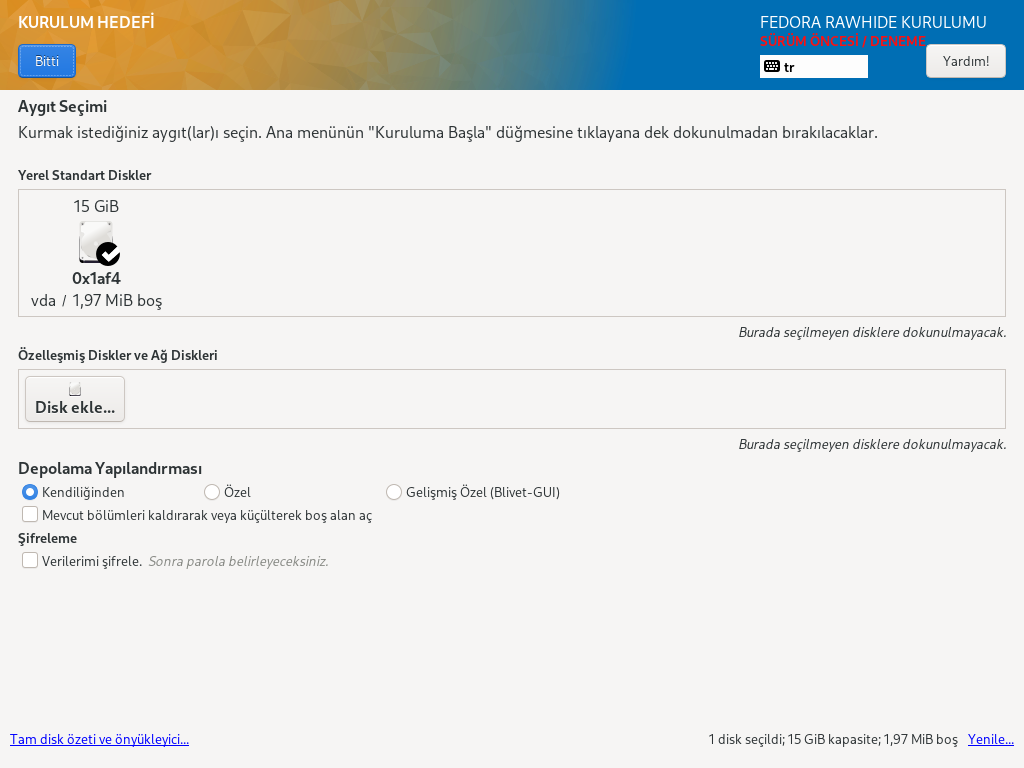 KURULUM HEDEFİ
Bitti
FEDORA RAWHIDE KURULUMU
SÜRÜM ÖNCESİ / DENEME
tr
Yardım!
Aygıt Seçimi
Kurmak istediğiniz aygıt(lar)ı seçin. Ana menünün "Kuruluma Başla" düğmesine tıklayana dek dokunulmadan bırakılacaklar.
Yerel Standart Diskler
15 GiB
0x1af4
vda / 1,97 MiB boş
Burada seçilmeyen disklere dokunulmayacak.
Özelleşmiş Diskler ve Ağ Diskleri
Disk ekle...
Burada seçilmeyen disklere dokunulmayacak.
Depolama Yapılandırması
Kendiliğinden Özel Gelişmiş Özel (Blivet-GUI)
Mevcut bölümleri kaldırarak veya küçülterek boş alan aç
Şifreleme
Verilerimi şifrele. Sonra parola belirleyeceksiniz.
Tam disk özeti ve önyükleyici... 1 disk seçildi; 15 GiB kapasite; 1,97 MiB boş Yenile...